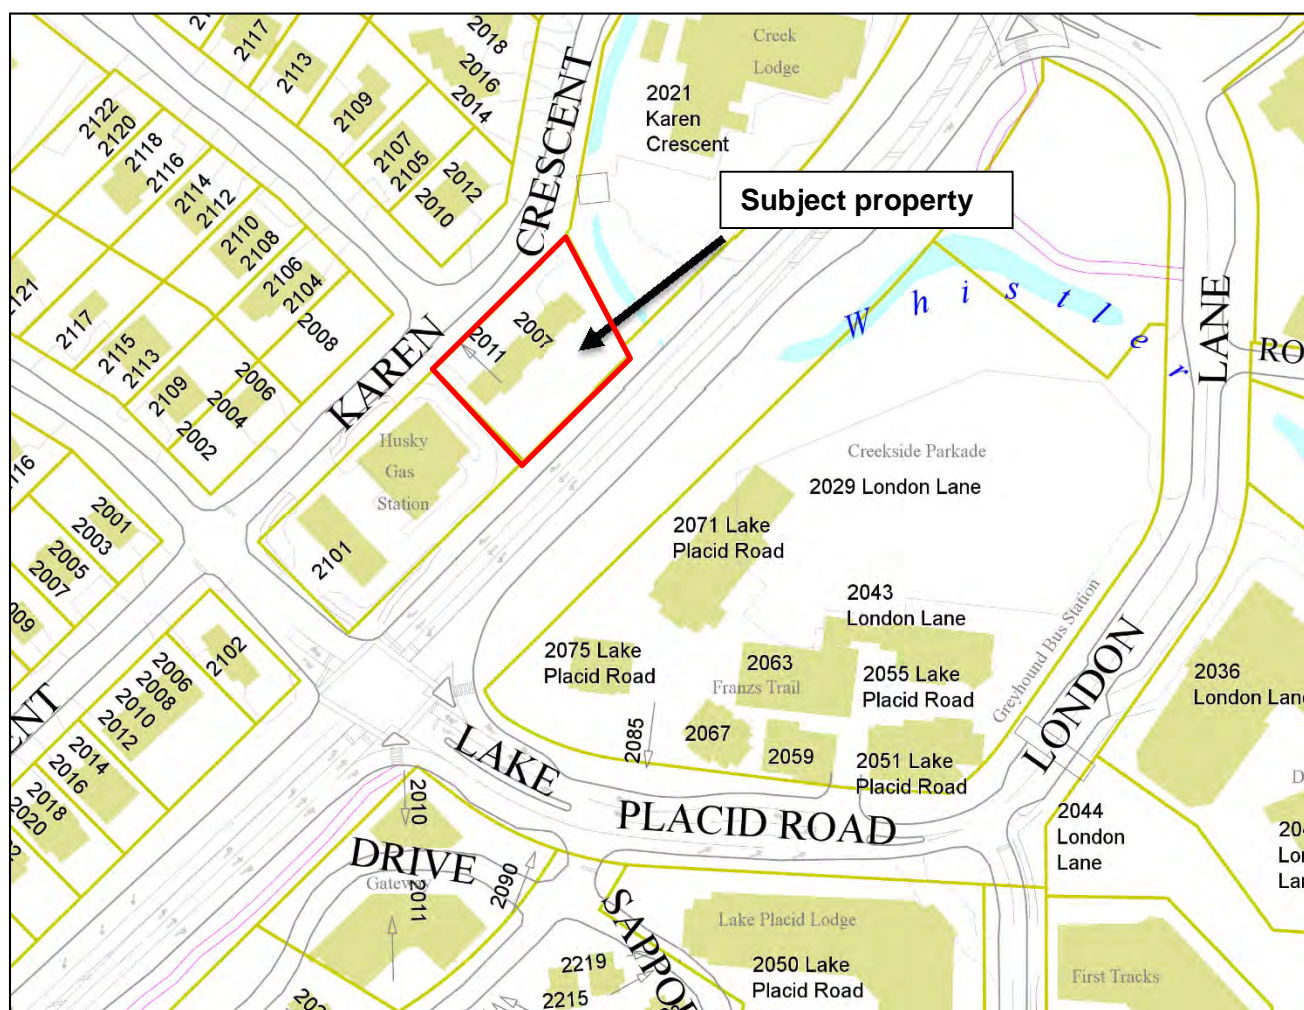 2117
2113
2109
2107
2105
2018
2016
2014
2012
2010
2122
2120
2118
2116
2114
2112
2110
2108
2106
2104
2008
2117
2115
2113
2109
2006
2004
2002
CRESCENT
KAREN
Creek
Lodge
2021
Karen
Crescent
Subject property
2007
2011
Husky
Gas
Station
2101
Whistler
LANE
Creekside Parkade
2029 London Lane
2071 Lake
Placid Road
2043
London Lane
2075 Lake
Placid Road
2063
Franzs Trail
2055 Lake
Placid Road
2067
2059
2051 Lake
Placid Road
2085
Greyhound Bus Station
LONDON
2036
London Lane
2044
London
Lane
LAKE
PLACID ROAD
2001
2003
2005
2007
2102
2006
2008
2010
2012
2014
2016
2018
2020
2010
DRIVE
Gateway
2011
2090
Lake Placid Lodge
2050 Lake
Placid Road
2219
2215
First Tracks